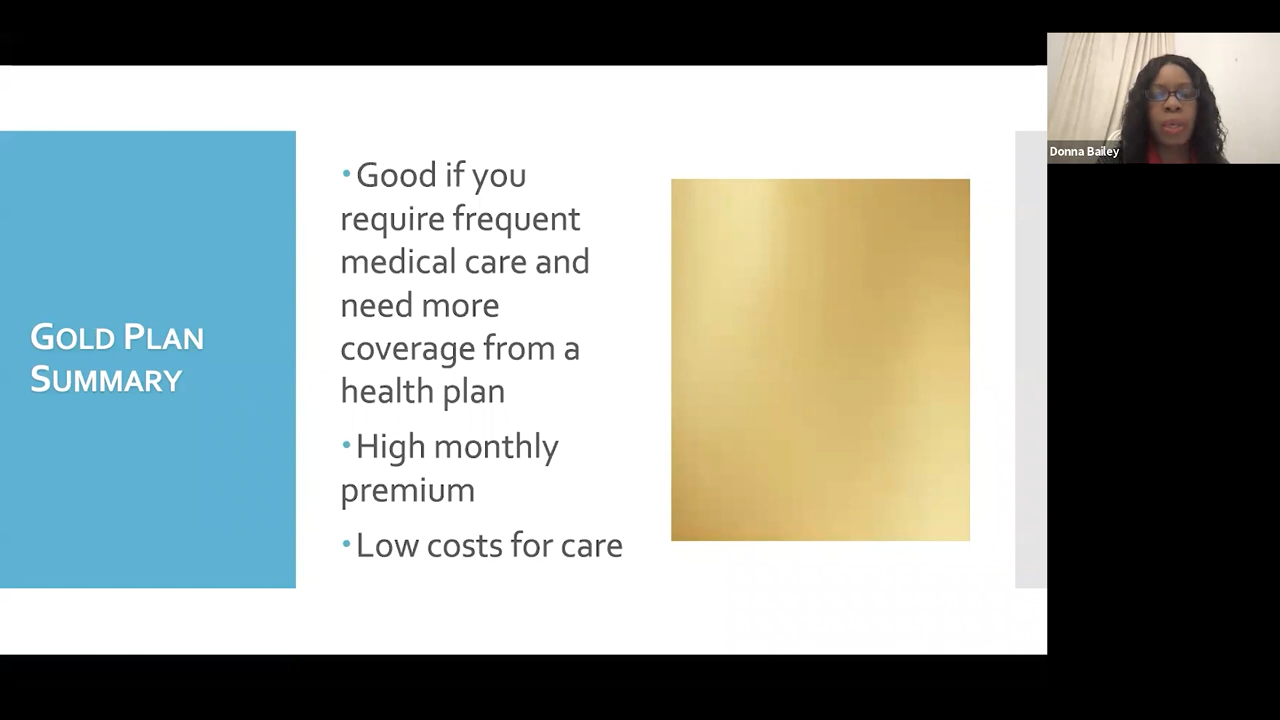 GOLD PLAN
SUMMARY
•Good if you
require frequent
medical care and
need more
coverage from a
health plan
•High monthly
premium
•Low costs for care
Donna Bailey